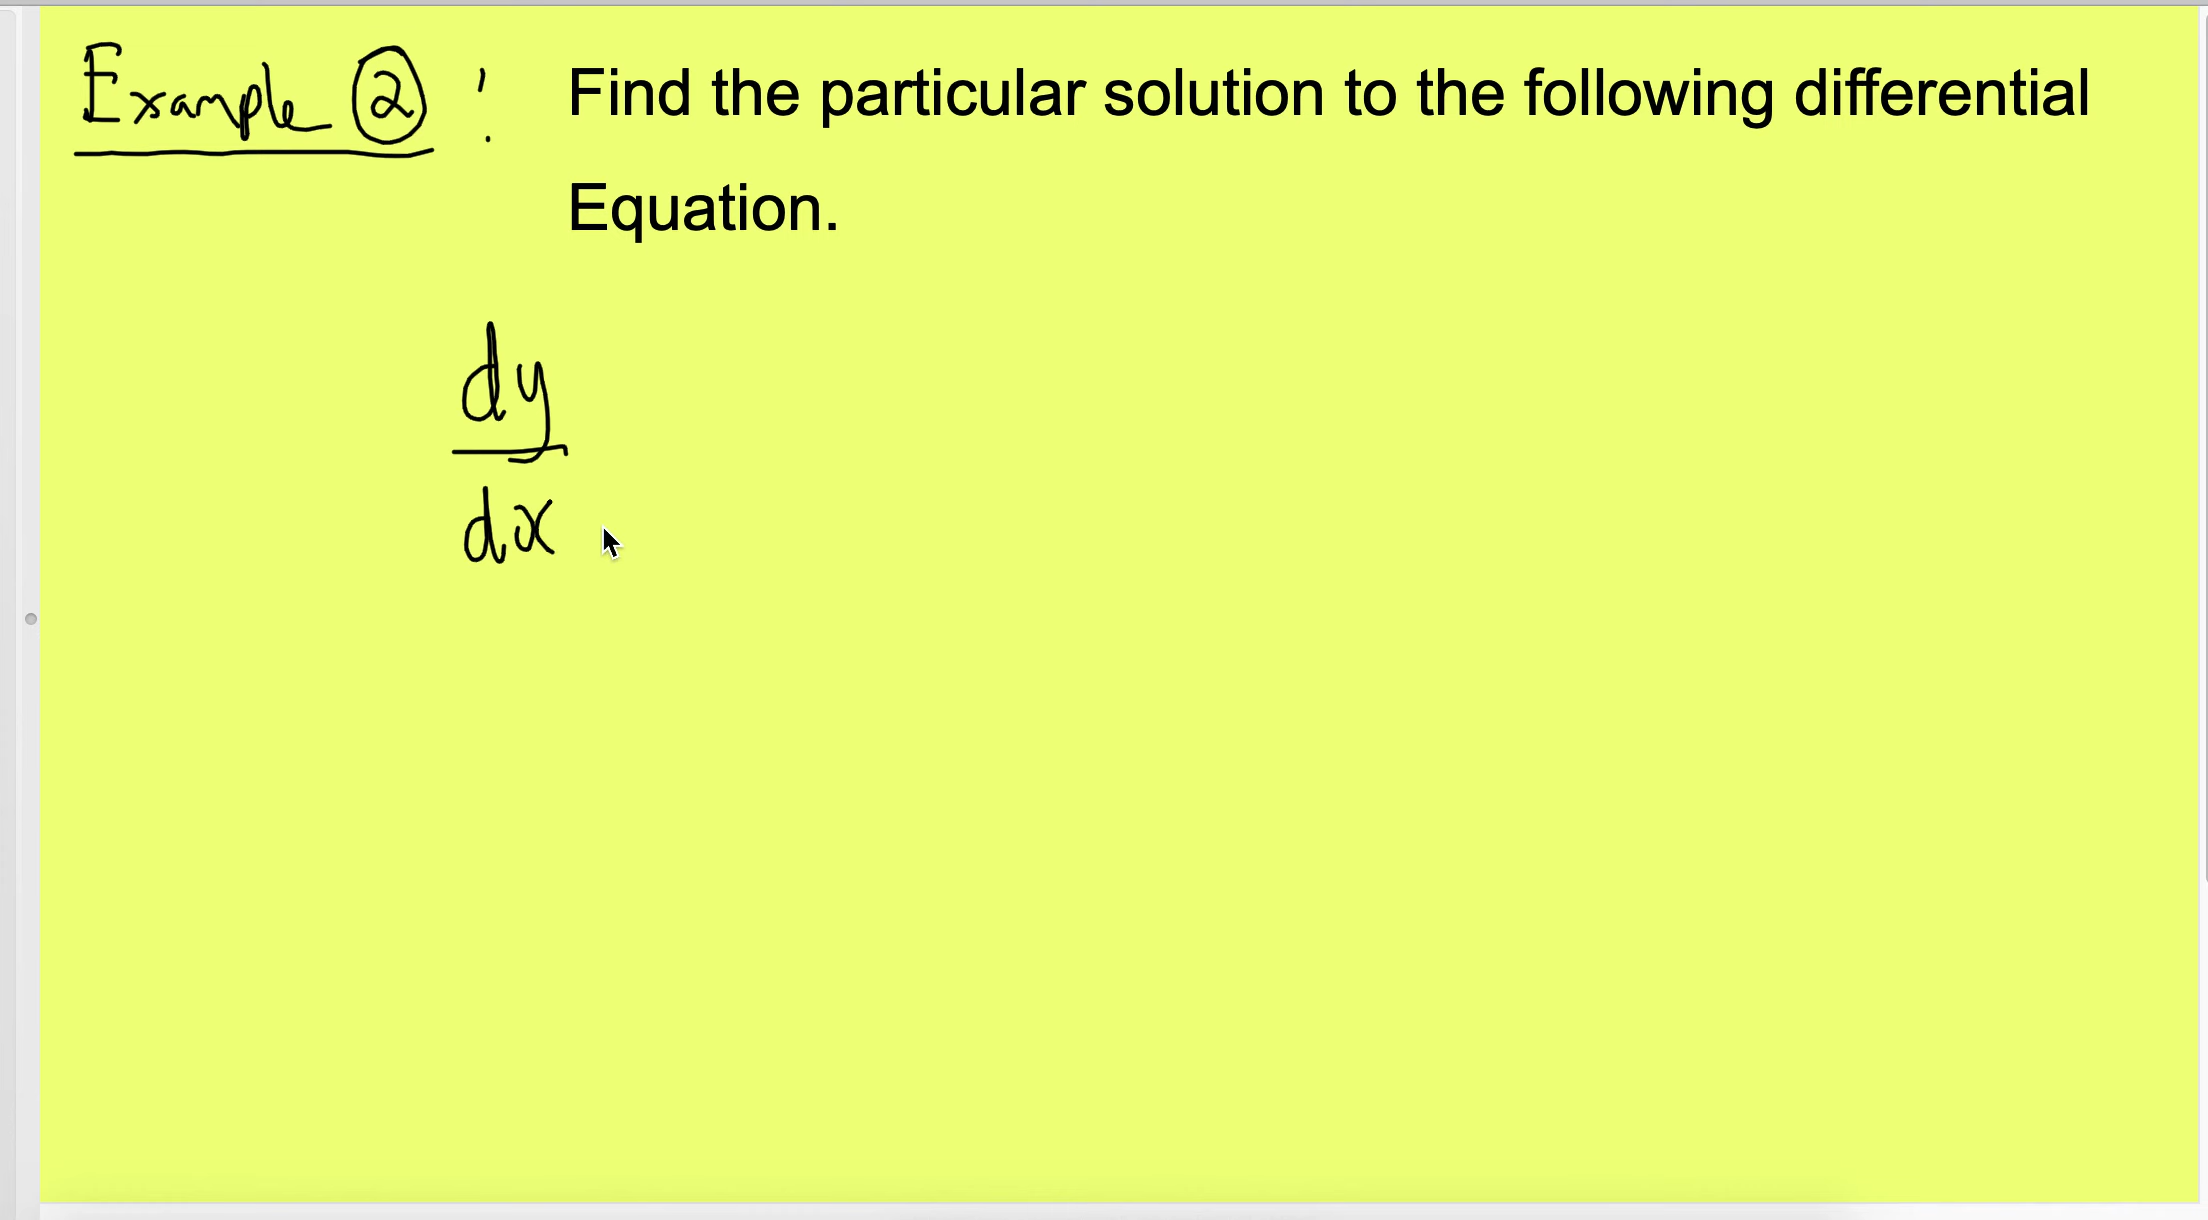 Example ② : Find the particular solution to the following differential
Equation.
dy
dx